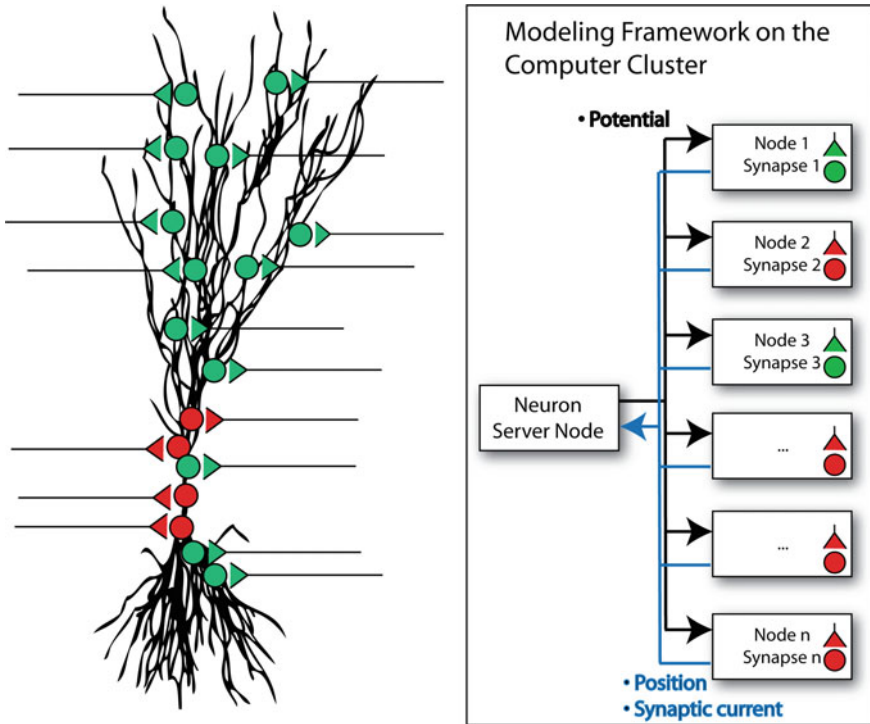 Modeling Framework on the
Computer Cluster
• Potential
Node 1
Synapse 1
Node 2
Synapse 2
Node 3
Synapse 3
Neuron
Server Node
...
...
Node n
Synapse n
• Position
• Synaptic current